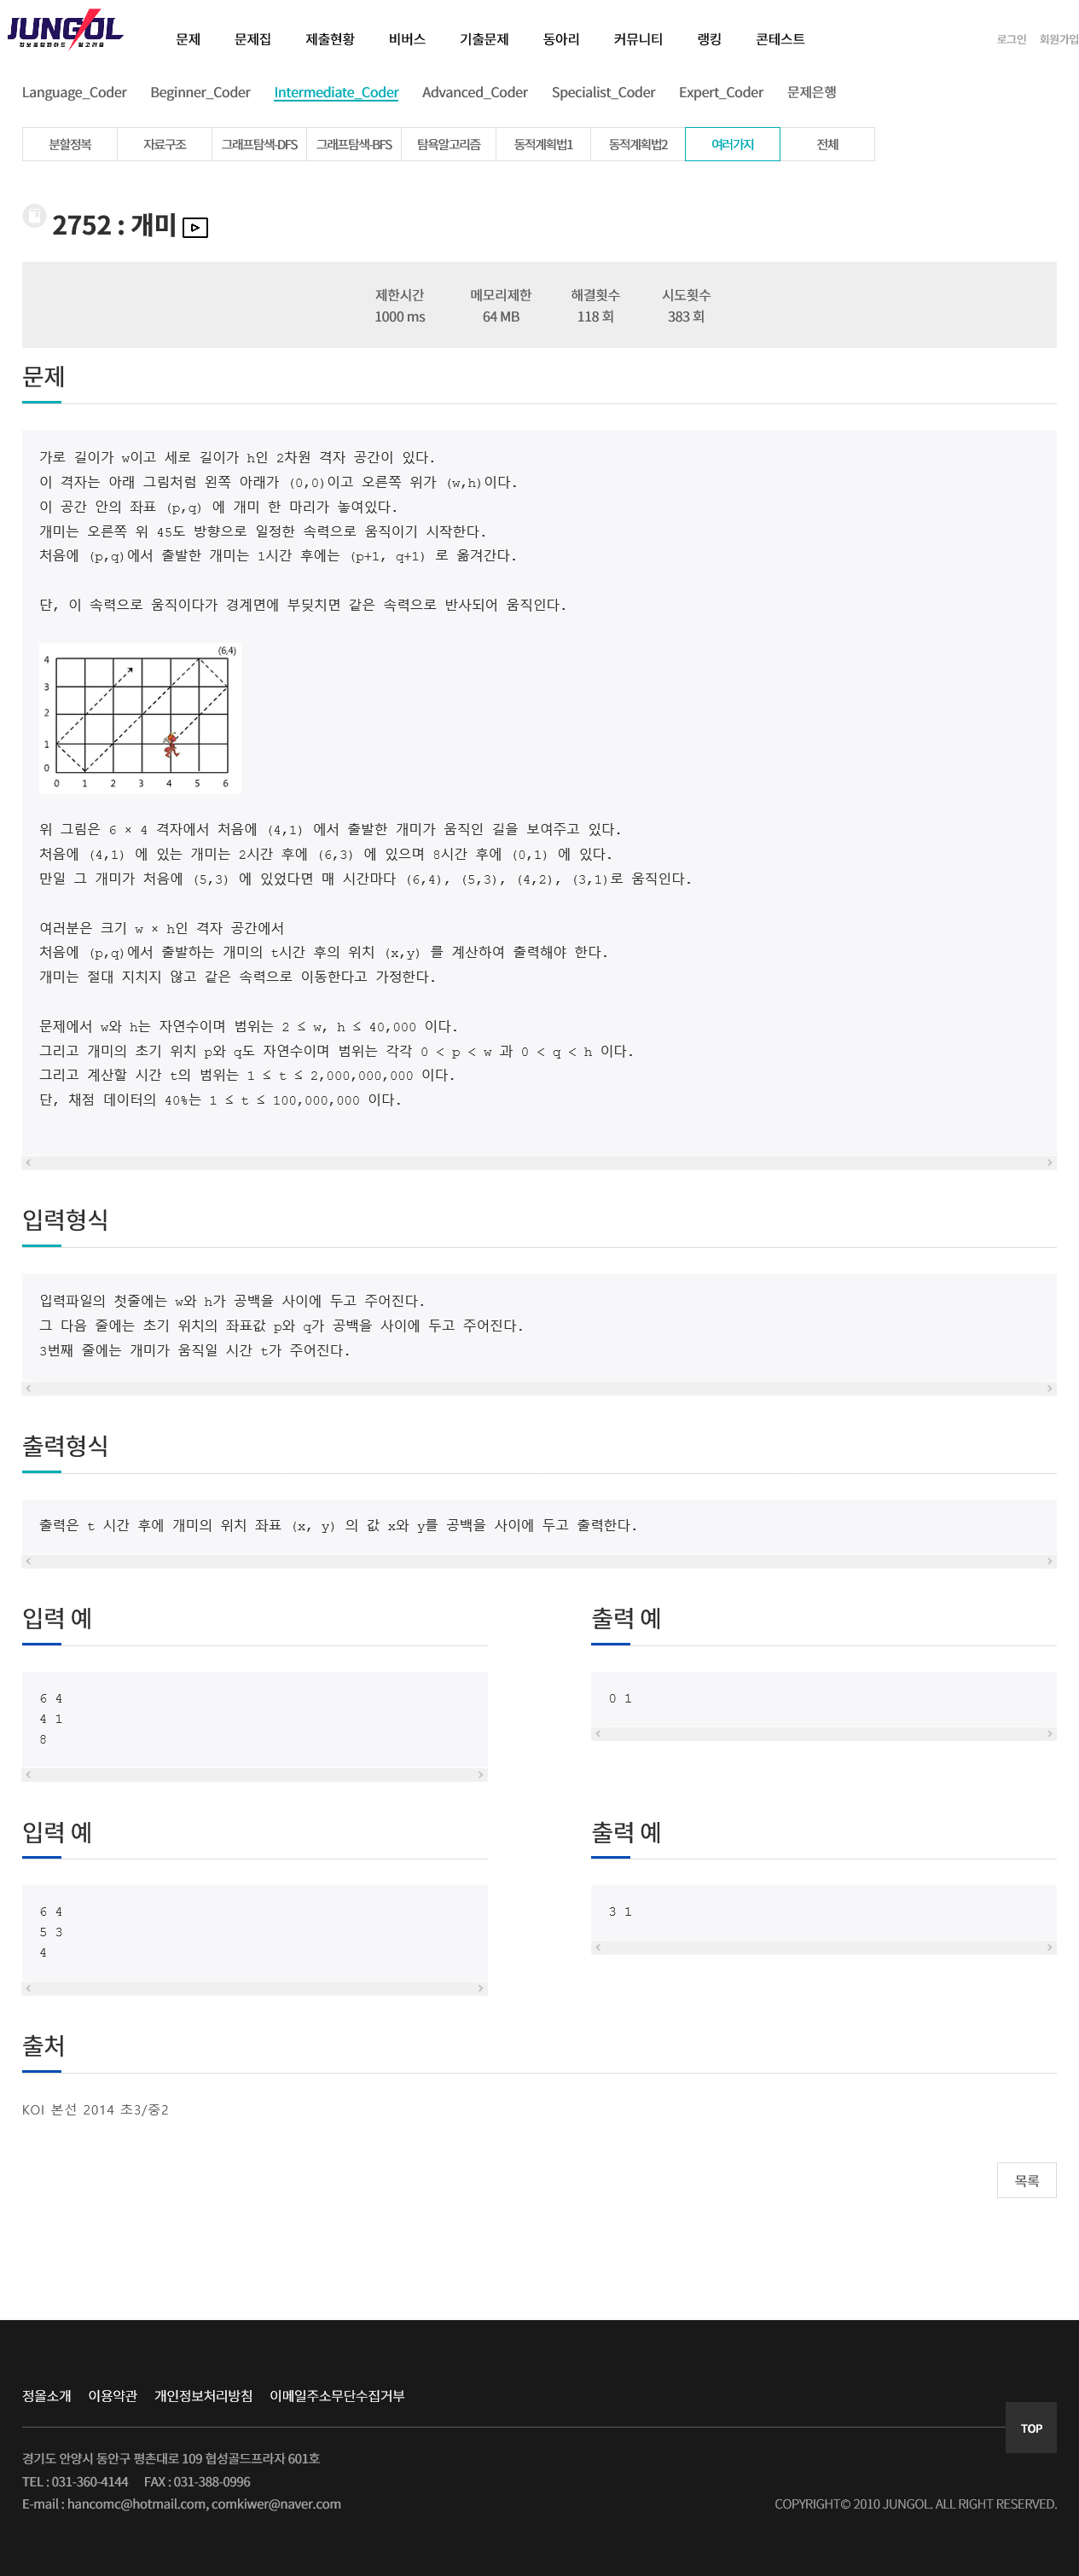 JUNGOL
정보올림피아드 알고리즘
문제 문제집 제출현황 비버스 기출문제 동아리 커뮤니티 랭킹 콘테스트 로그인 회원가입
Language_Coder Beginner_Coder Intermediate_Coder Advanced_Coder Specialist_Coder Expert_Coder 문제은행
분할정복 자료구조 그래프탐색-DFS 그래프탐색-BFS 탐욕알고리즘 동적계획법1 동적계획법2 여러가지 전체
2752 : 개미
제한시간 메모리제한 해결횟수 시도횟수
1000 ms 64 MB 118 회 383 회
문제
가로 길이가 w이고 세로 길이가 h인 2차원 격자 공간이 있다.
이 격자는 아래 그림처럼 왼쪽 아래가 (0,0)이고 오른쪽 위가 (w,h)이다.
이 공간 안의 좌표 (p,q) 에 개미 한 마리가 놓여있다.
개미는 오른쪽 위 45도 방향으로 일정한 속력으로 움직이기 시작한다.
처음에 (p,q)에서 출발한 개미는 1시간 후에는 (p+1, q+1) 로 옮겨간다.
단, 이 속력으로 움직이다가 경계면에 부딪치면 같은 속력으로 반사되어 움직인다.
(6,4)
4
3
2
1
0
0 1 2 3 4 5 6
위 그림은 6 × 4 격자에서 처음에 (4,1) 에서 출발한 개미가 움직인 길을 보여주고 있다.
처음에 (4,1) 에 있는 개미는 2시간 후에 (6,3) 에 있으며 8시간 후에 (0,1) 에 있다.
만일 그 개미가 처음에 (5,3) 에 있었다면 매 시간마다 (6,4), (5,3), (4,2), (3,1)로 움직인다.
여러분은 크기 w × h인 격자 공간에서
처음에 (p,q)에서 출발하는 개미의 t시간 후의 위치 (x,y) 를 계산하여 출력해야 한다.
개미는 절대 지치지 않고 같은 속력으로 이동한다고 가정한다.
문제에서 w와 h는 자연수이며 범위는 2 ≤ w, h ≤ 40,000 이다.
그리고 개미의 초기 위치 p와 q도 자연수이며 범위는 각각 0 < p < w 과 0 < q < h 이다.
그리고 계산할 시간 t의 범위는 1 ≤ t ≤ 2,000,000,000 이다.
단, 채점 데이터의 40%는 1 ≤ t ≤ 100,000,000 이다.
입력형식
입력파일의 첫줄에는 w와 h가 공백을 사이에 두고 주어진다.
그 다음 줄에는 초기 위치의 좌표값 p와 q가 공백을 사이에 두고 주어진다.
3번째 줄에는 개미가 움직일 시간 t가 주어진다.
출력형식
출력은 t 시간 후에 개미의 위치 좌표 (x, y) 의 값 x와 y를 공백을 사이에 두고 출력한다.
입력 예
6 4
4 1
8
출력 예
0 1
입력 예
6 4
5 3
4
출력 예
3 1
출처
KOI 본선 2014 초3/중2
목록
정올소개 이용약관 개인정보처리방침 이메일주소무단수집거부
TOP
경기도 안양시 동안구 평촌대로 109 협성골드프라자 601호
TEL : 031-360-4144 FAX : 031-388-0996
E-mail : hancomc@hotmail.com, comkiwer@naver.com
COPYRIGHT© 2010 JUNGOL. ALL RIGHT RESERVED.